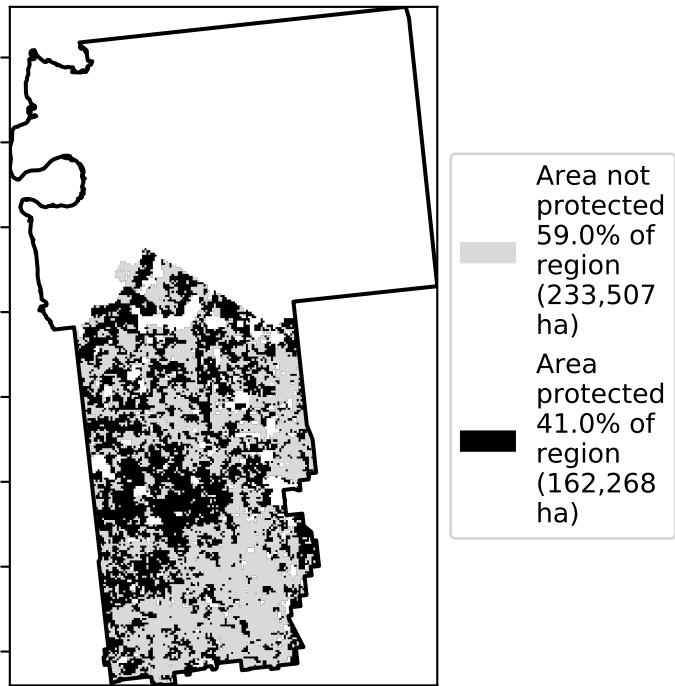 Area not
protected
59.0% of
region
(233,507
ha)
Area
protected
41.0% of
region
(162,268
ha)